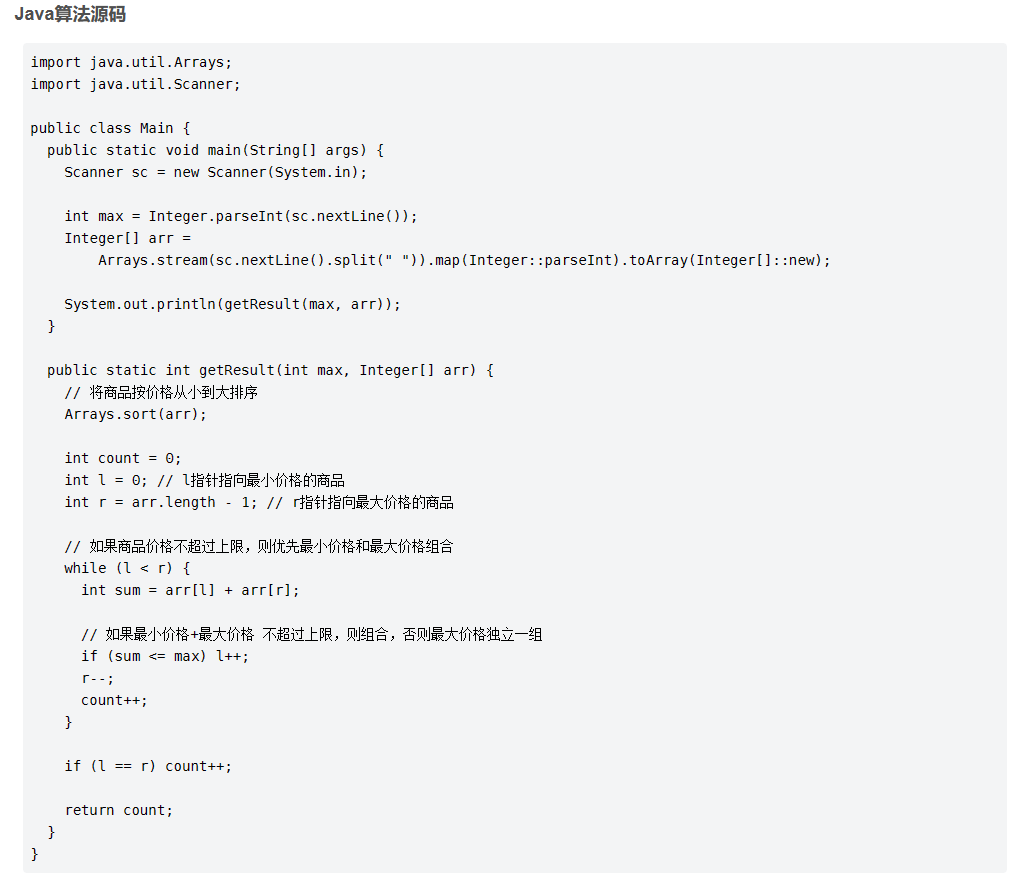 Java算法源码
import java.util.Arrays;
import java.util.Scanner;
public class Main {
  public static void main(String[] args) {
    Scanner sc = new Scanner(System.in);
    int max = Integer.parseInt(sc.nextLine());
    Integer[] arr =
        Arrays.stream(sc.nextLine().split(" ")).map(Integer::parseInt).toArray(Integer[]::new);
    System.out.println(getResult(max, arr));
  }
  public static int getResult(int max, Integer[] arr) {
    // 将商品按价格从小到大排序
    Arrays.sort(arr);
    int count = 0;
    int l = 0; // l指针指向最小价格的商品
    int r = arr.length - 1; // r指针指向最大价格的商品
    // 如果商品价格不超过上限，则优先最小价格和最大价格组合
    while (l < r) {
      int sum = arr[l] + arr[r];
      // 如果最小价格+最大价格 不超过上限，则组合，否则最大价格独立一组
      if (sum <= max) l++;
      r--;
      count++;
    }
    if (l == r) count++;
    return count;
  }
}